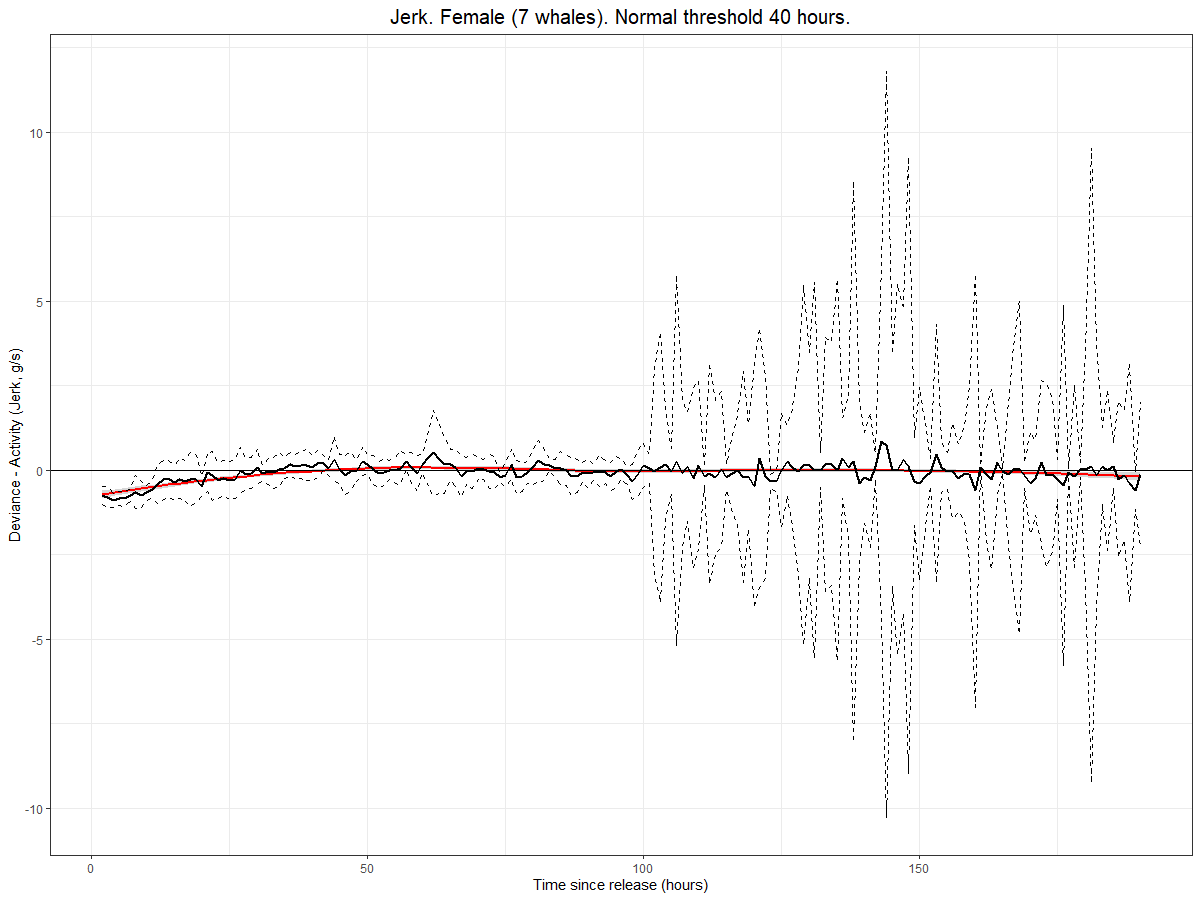 Jerk. Female (7 whales). Normal threshold 40 hours.
Deviance - Activity (Jerk, g/s)
10
5
0
-5
-10
0 50 100 150
Time since release (hours)